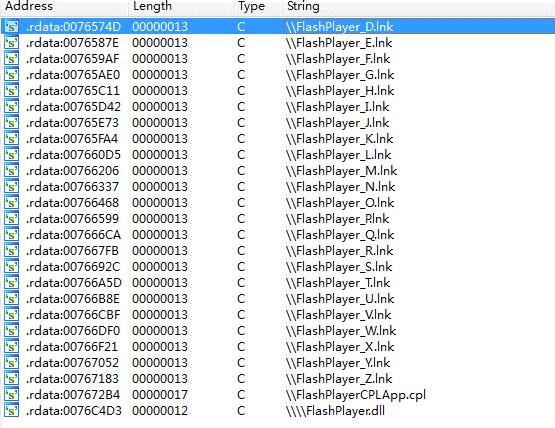 Address Length Type String
.rdata:0076574D 00000013 C \\FlashPlayer_D.lnk
.rdata:0076587E 00000013 C \\FlashPlayer_E.lnk
.rdata:007659AF 00000013 C \\FlashPlayer_F.lnk
.rdata:00765AE0 00000013 C \\FlashPlayer_G.lnk
.rdata:00765C11 00000013 C \\FlashPlayer_H.lnk
.rdata:00765D42 00000013 C \\FlashPlayer_I.lnk
.rdata:00765E73 00000013 C \\FlashPlayer_J.lnk
.rdata:00765FA4 00000013 C \\FlashPlayer_K.lnk
.rdata:007660D5 00000013 C \\FlashPlayer_L.lnk
.rdata:00766206 00000013 C \\FlashPlayer_M.lnk
.rdata:00766337 00000013 C \\FlashPlayer_N.lnk
.rdata:00766468 00000013 C \\FlashPlayer_O.lnk
.rdata:00766599 00000013 C \\FlashPlayer_P.lnk
.rdata:007666CA 00000013 C \\FlashPlayer_Q.lnk
.rdata:007667FB 00000013 C \\FlashPlayer_R.lnk
.rdata:0076692C 00000013 C \\FlashPlayer_S.lnk
.rdata:00766A5D 00000013 C \\FlashPlayer_T.lnk
.rdata:00766B8E 00000013 C \\FlashPlayer_U.lnk
.rdata:00766CBF 00000013 C \\FlashPlayer_V.lnk
.rdata:00766DF0 00000013 C \\FlashPlayer_W.lnk
.rdata:00766F21 00000013 C \\FlashPlayer_X.lnk
.rdata:00767052 00000013 C \\FlashPlayer_Y.lnk
.rdata:00767183 00000013 C \\FlashPlayer_Z.lnk
.rdata:007672B4 00000017 C \\FlashPlayerCPLApp.cpl
.rdata:0076C4D3 00000012 C \\\\FlashPlayer.dll